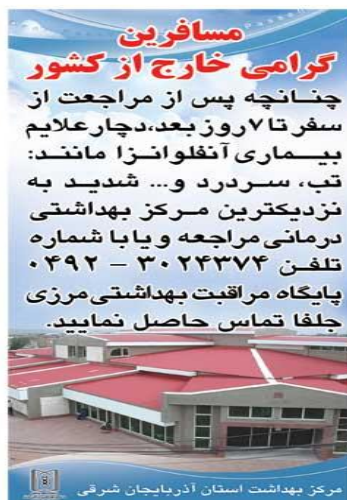 مسافرین
گرامی خارج از کشور
چنانچه پس از مراجعت از
سفر تا ۷ روز بعد، دچار علایم
بیماری آنفلوانزا مانند:
تب، سردرد و... شدید به
نزدیکترین مرکز بهداشتی
درمانی مراجعه و یا با شماره
تلفن ۳۰۲۴۳۷۴ – ۰۴۹۲
پایگاه مراقبت بهداشتی مرزی
جلفا تماس حاصل نمایید.
مرکز بهداشت استان آذربایجان شرقی